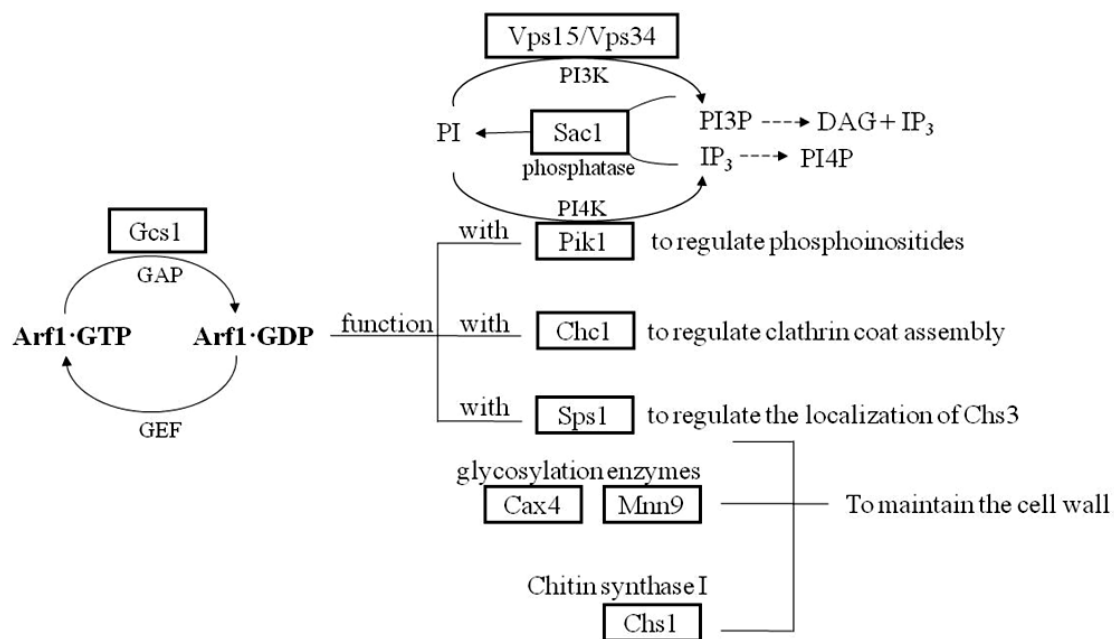 Vps15/Vps34
PI3K
PI3P
DAG + IP₃
PI
Sac1
phosphatase
IP₃
PI4P
PI4K
with
Pik1
to regulate phosphoinositides
Gcs1
GAP
Arf1·GTP
Arf1·GDP
function
with
Chc1
to regulate clathrin coat assembly
GEF
with
Sps1
to regulate the localization of Chs3
glycosylation enzymes
Cax4
Mnn9
To maintain the cell wall
Chitin synthase I
Chs1